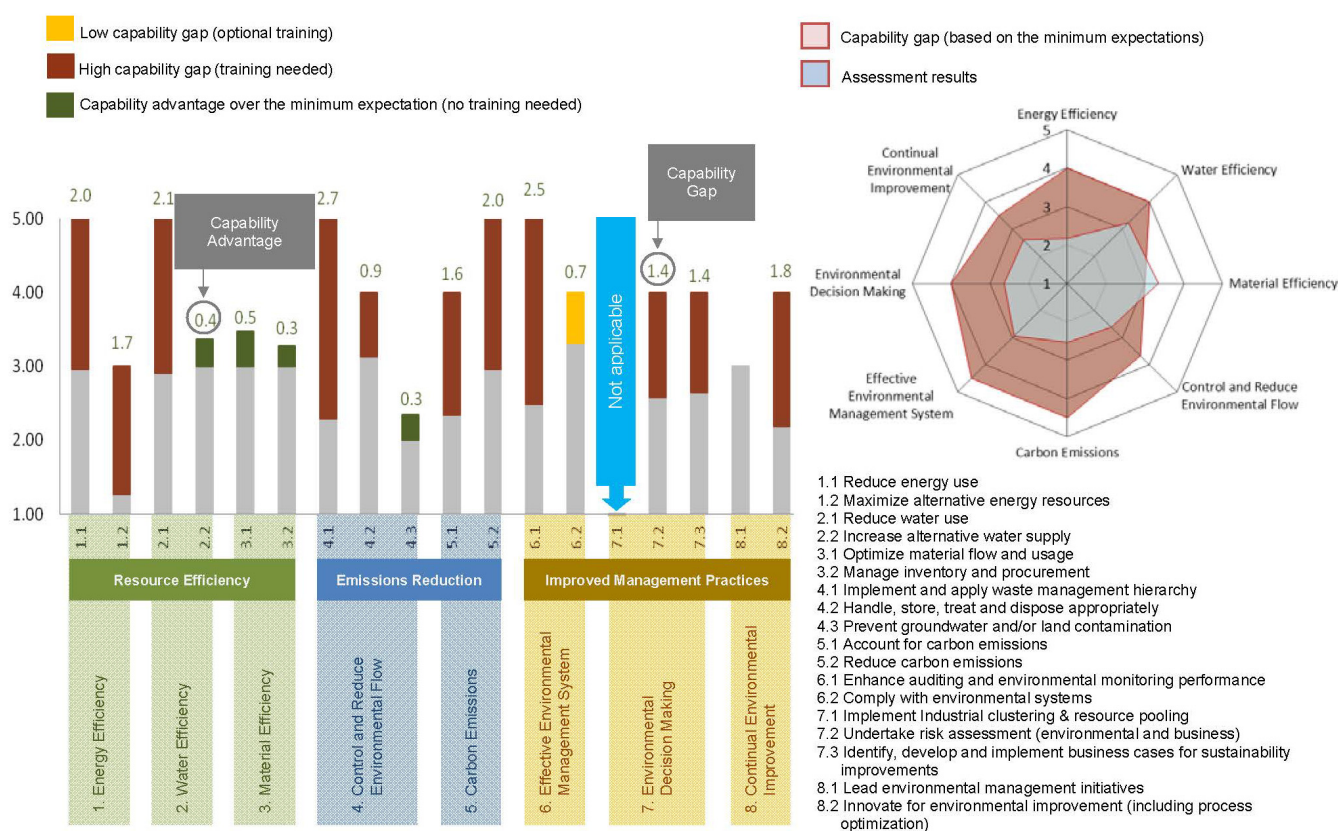 Low capability gap (optional training)
High capability gap (training needed)
Capability advantage over the minimum expectation (no training needed)
Capability gap (based on the minimum expectations)
Assessment results
2.0
1.7
2.1
0.4
0.5
0.3
2.7
0.9
0.3
1.6
2.0
2.5
0.7
1.4
1.4
1.8
Capability
Advantage
Capability
Gap
Not applicable
5.00
4.00
3.00
2.00
1.00
1.1
1.2
2.1
2.2
3.1
3.2
4.1
4.2
4.3
5.1
5.2
6.1
6.2
7.1
7.2
7.3
8.1
8.2
Resource Efficiency
Emissions Reduction
Improved Management Practices
1. Energy Efficiency
2. Water Efficiency
3. Material Efficiency
4. Control and Reduce
Environmental Flow
5. Carbon Emissions
6. Effective Environmental
Management System
7. Environmental
Decision Making
8. Continual Environmental
Improvement
Energy Efficiency
Water Efficiency
Material Efficiency
Control and Reduce
Environmental Flow
Carbon Emissions
Effective
Environmental
Management System
Environmental
Decision Making
Continual
Environmental
Improvement
5
4
3
2
1
1.1 Reduce energy use
1.2 Maximize alternative energy resources
2.1 Reduce water use
2.2 Increase alternative water supply
3.1 Optimize material flow and usage
3.2 Manage inventory and procurement
4.1 Implement and apply waste management hierarchy
4.2 Handle, store, treat and dispose appropriately
4.3 Prevent groundwater and/or land contamination
5.1 Account for carbon emissions
5.2 Reduce carbon emissions
6.1 Enhance auditing and environmental monitoring performance
6.2 Comply with environmental systems
7.1 Implement Industrial clustering & resource pooling
7.2 Undertake risk assessment (environmental and business)
7.3 Identify, develop and implement business cases for sustainability
improvements
8.1 Lead environmental management initiatives
8.2 Innovate for environmental improvement (including process
optimization)